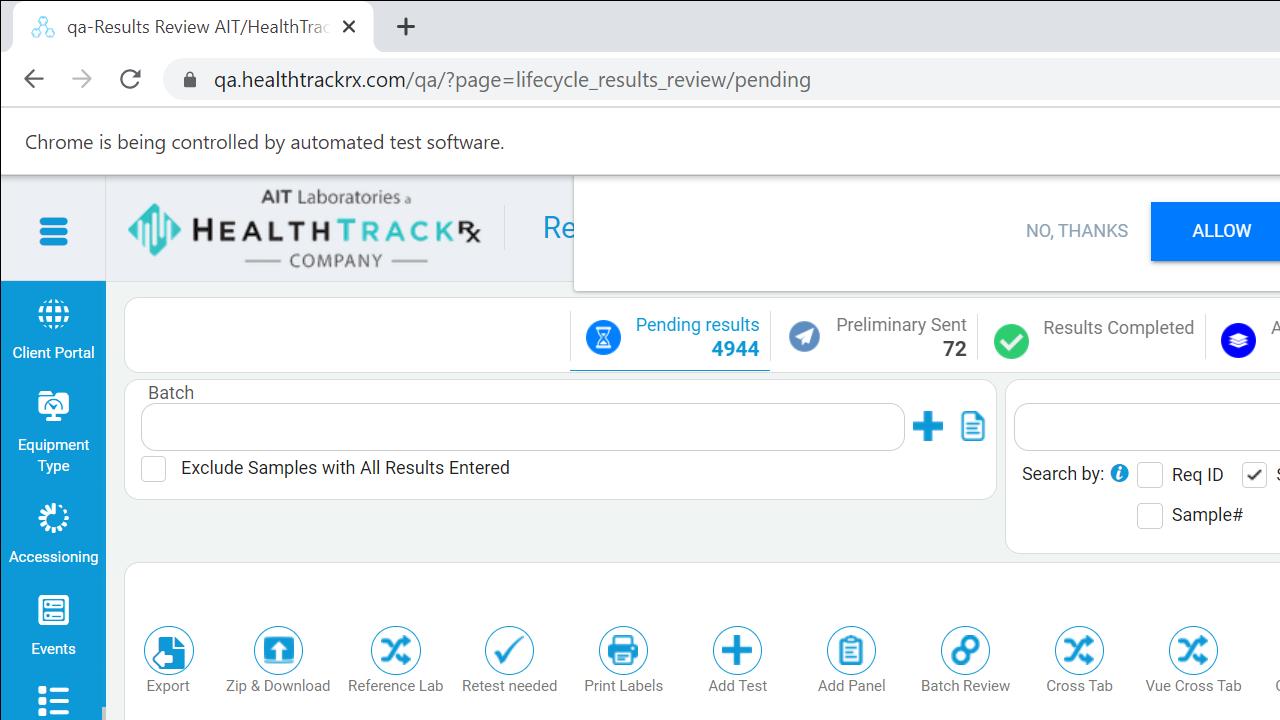 qa-Results Review AIT/HealthTrac
qa.healthtrackrx.com/qa/?page=lifecycle_results_review/pending
Chrome is being controlled by automated test software.
AIT Laboratories a
HEALTHTRACKRx
COMPANY
Re
NO, THANKS
ALLOW
Client Portal
Equipment
Type
Accessioning
Events
Pending results
4944
Preliminary Sent
72
Results Completed
A
Batch
Exclude Samples with All Results Entered
Search by:
Req ID
S
Sample#
Export
Zip & Download
Reference Lab
Retest needed
Print Labels
Add Test
Add Panel
Batch Review
Cross Tab
Vue Cross Tab